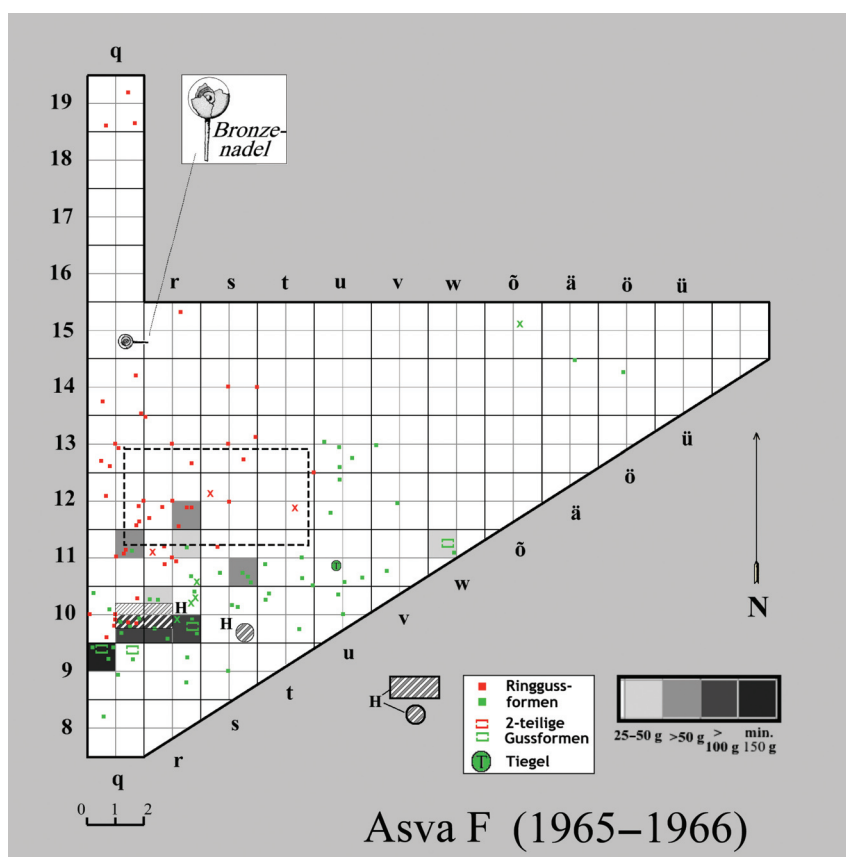 q
19
18
17
16
15
14
13
12
11
10
9
8
Bronze-
nadel
r s t u v w õ ä ö ü
x
x
x
x
x
x
x
x
T
H
H
ü
ö
ä
õ
w
v
u
t
s
r
q
N
H
Ringguss-
formen
2-teilige
Gussformen
T Tiegel
25–50 g >50 g > 100 g min. 150 g
0 1 2
Asva F (1965–1966)